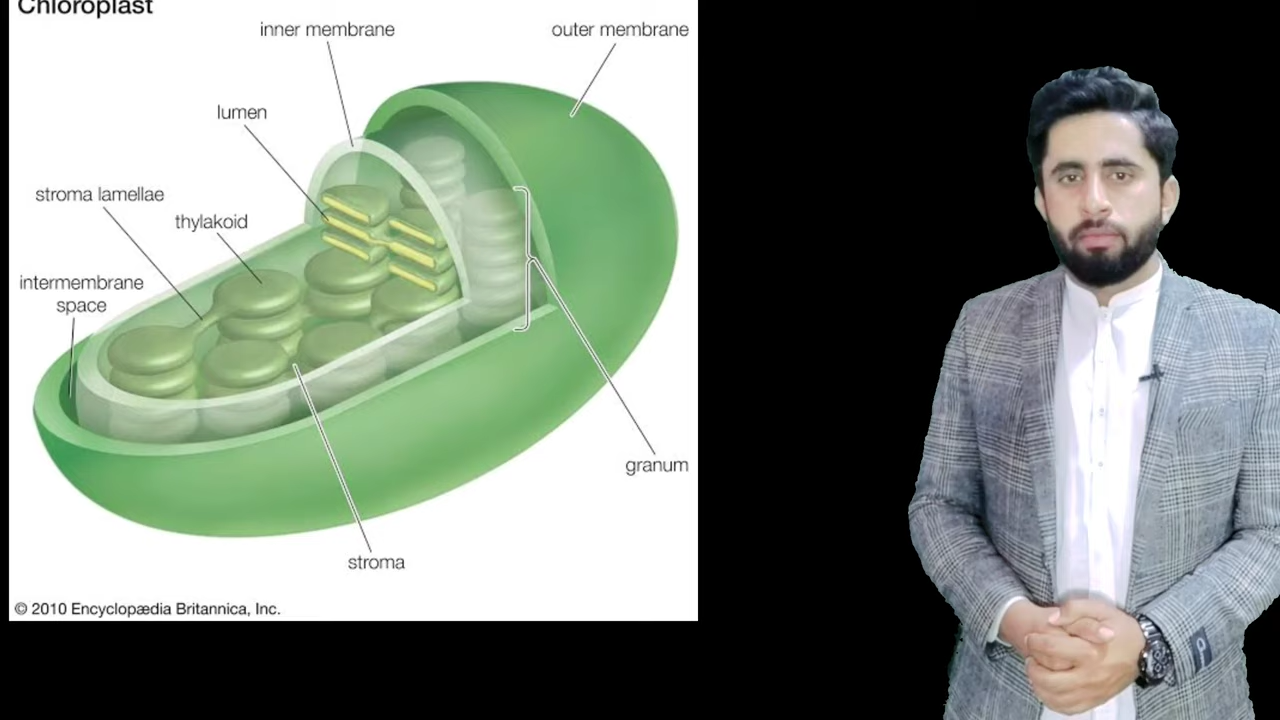 Chloroplast
inner membrane
outer membrane
lumen
stroma lamellae
thylakoid
intermembrane
space
granum
stroma
© 2010 Encyclopædia Britannica, Inc.